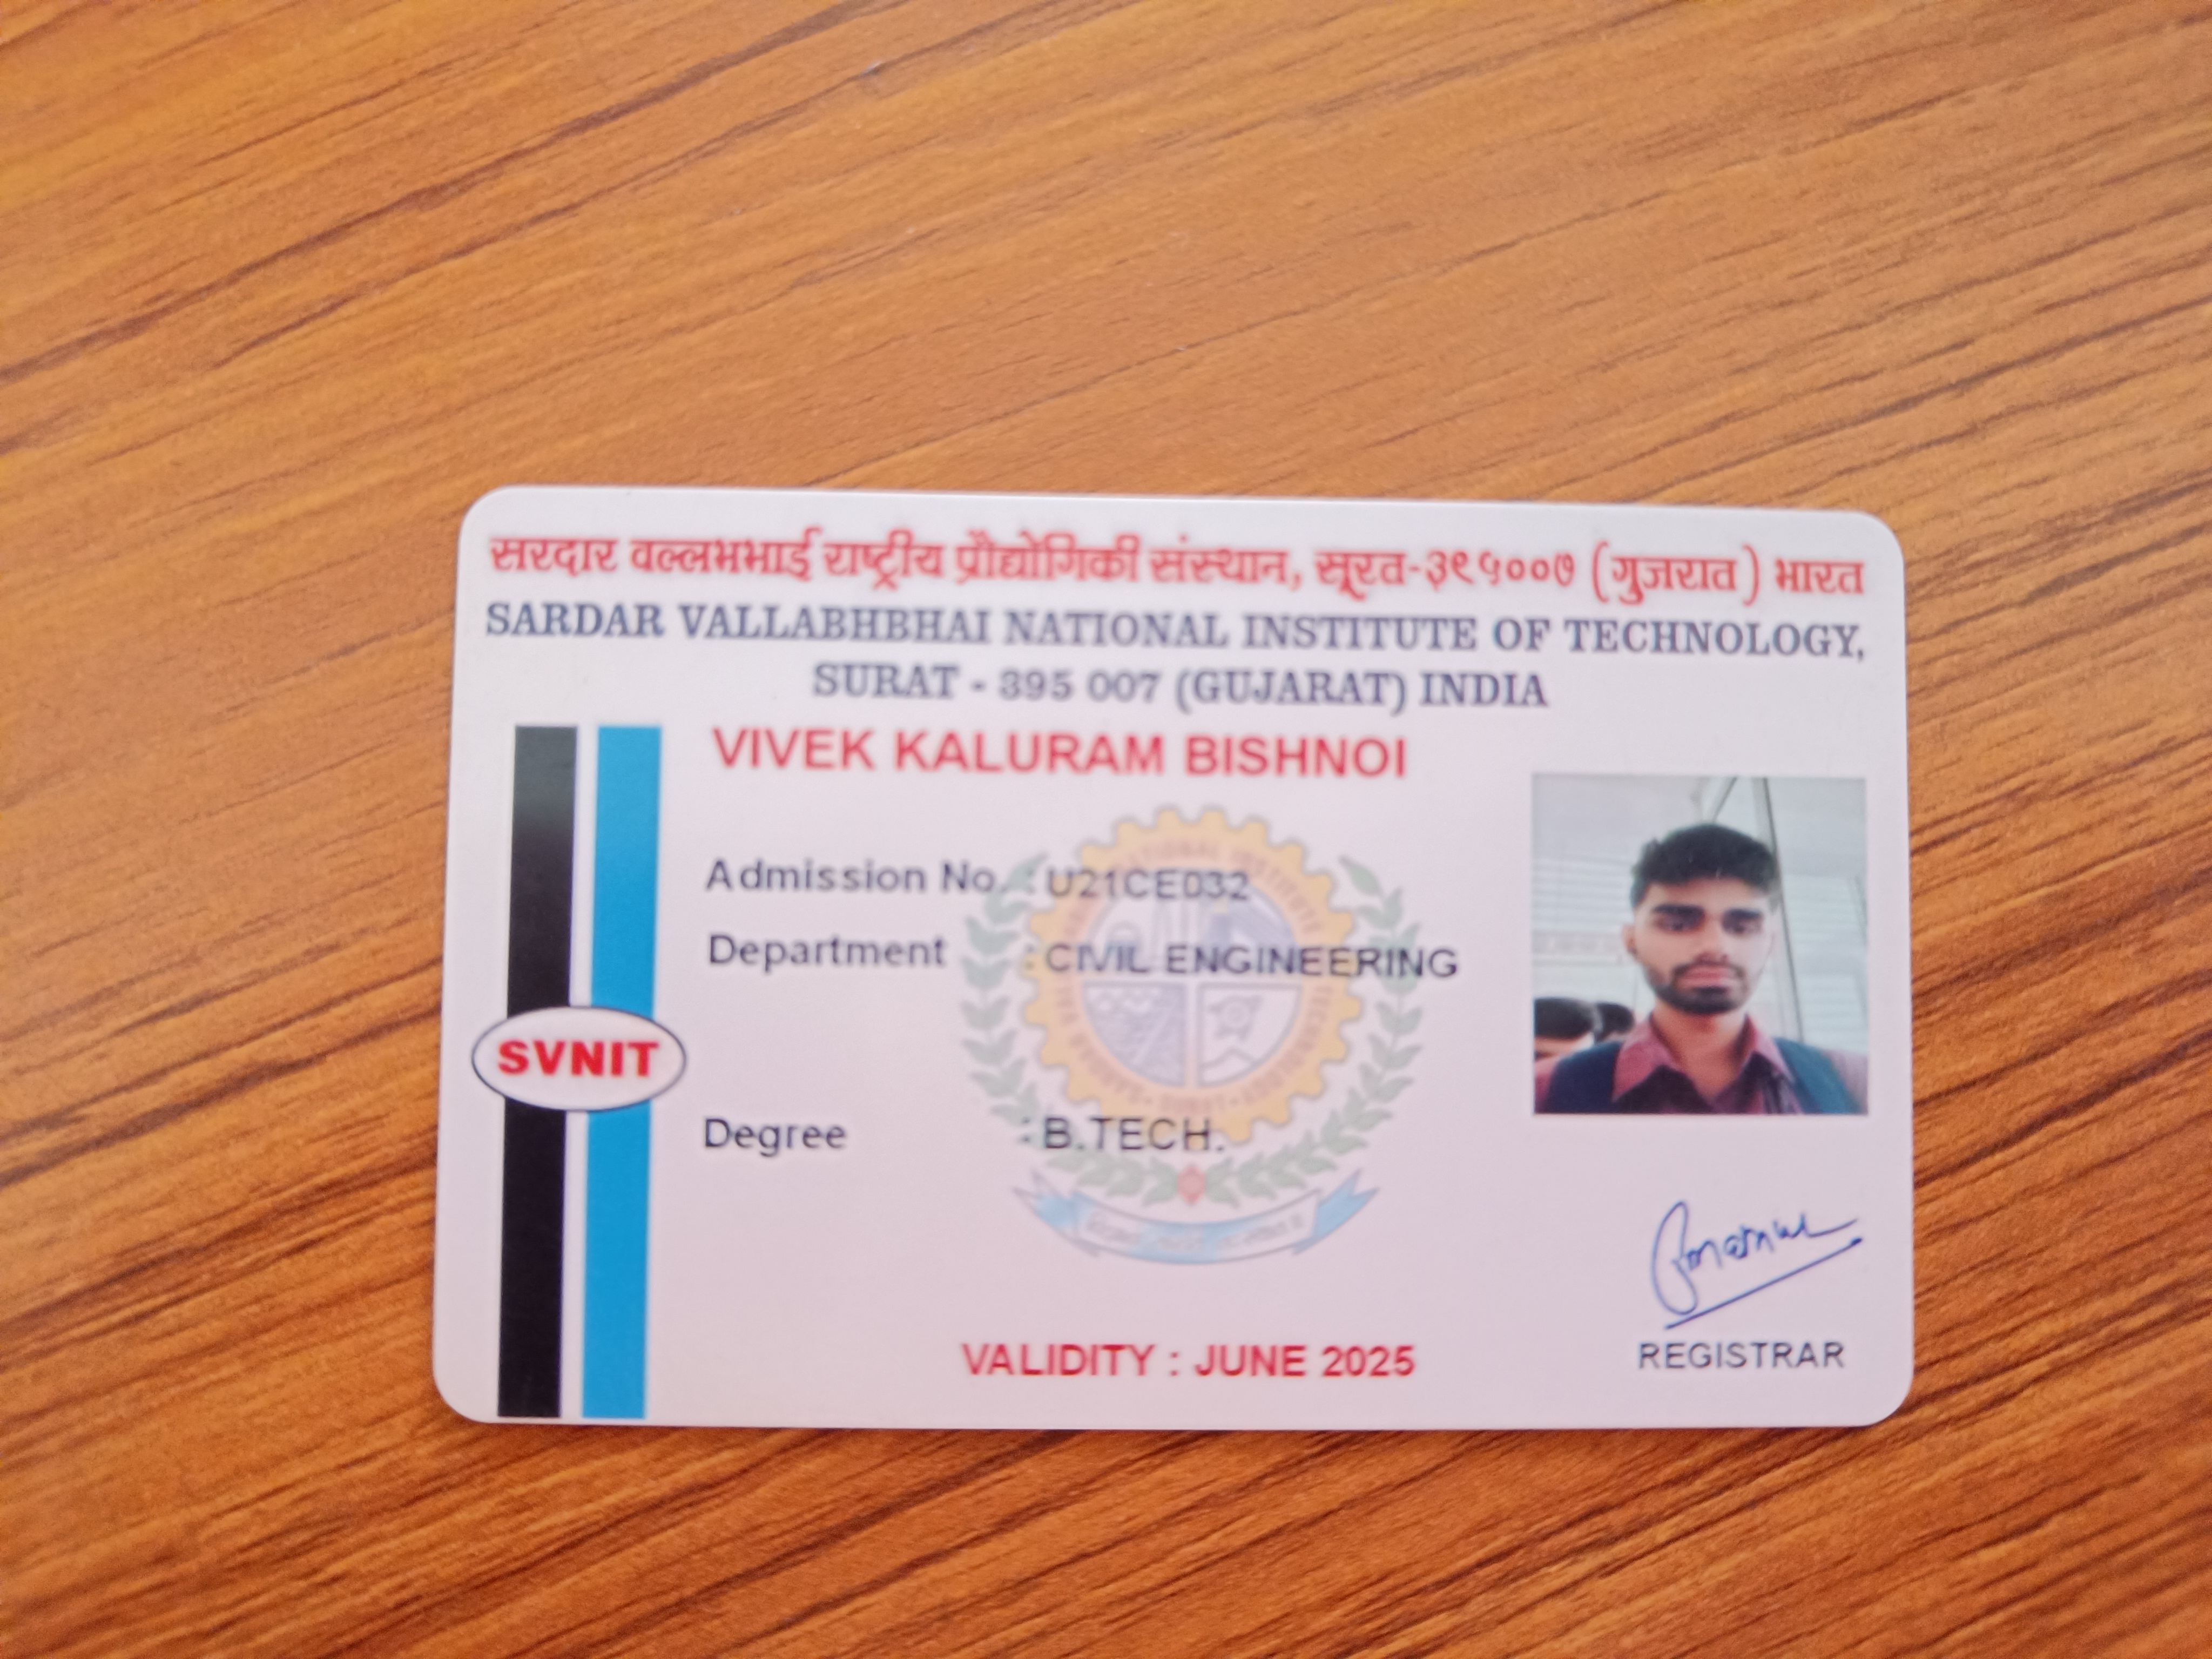 सरदार वल्लभभाई राष्ट्रीय प्रौद्योगिकी संस्थान, सूरत-३९५००७ (गुजरात) भारत
SARDAR VALLABHBHAI NATIONAL INSTITUTE OF TECHNOLOGY,
SURAT - 395 007 (GUJARAT) INDIA
VIVEK KALURAM BISHNOI
Admission No. : U21CE032
Department : CIVIL ENGINEERING
SVNIT
Degree : B.TECH.
VALIDITY : JUNE 2025
REGISTRAR